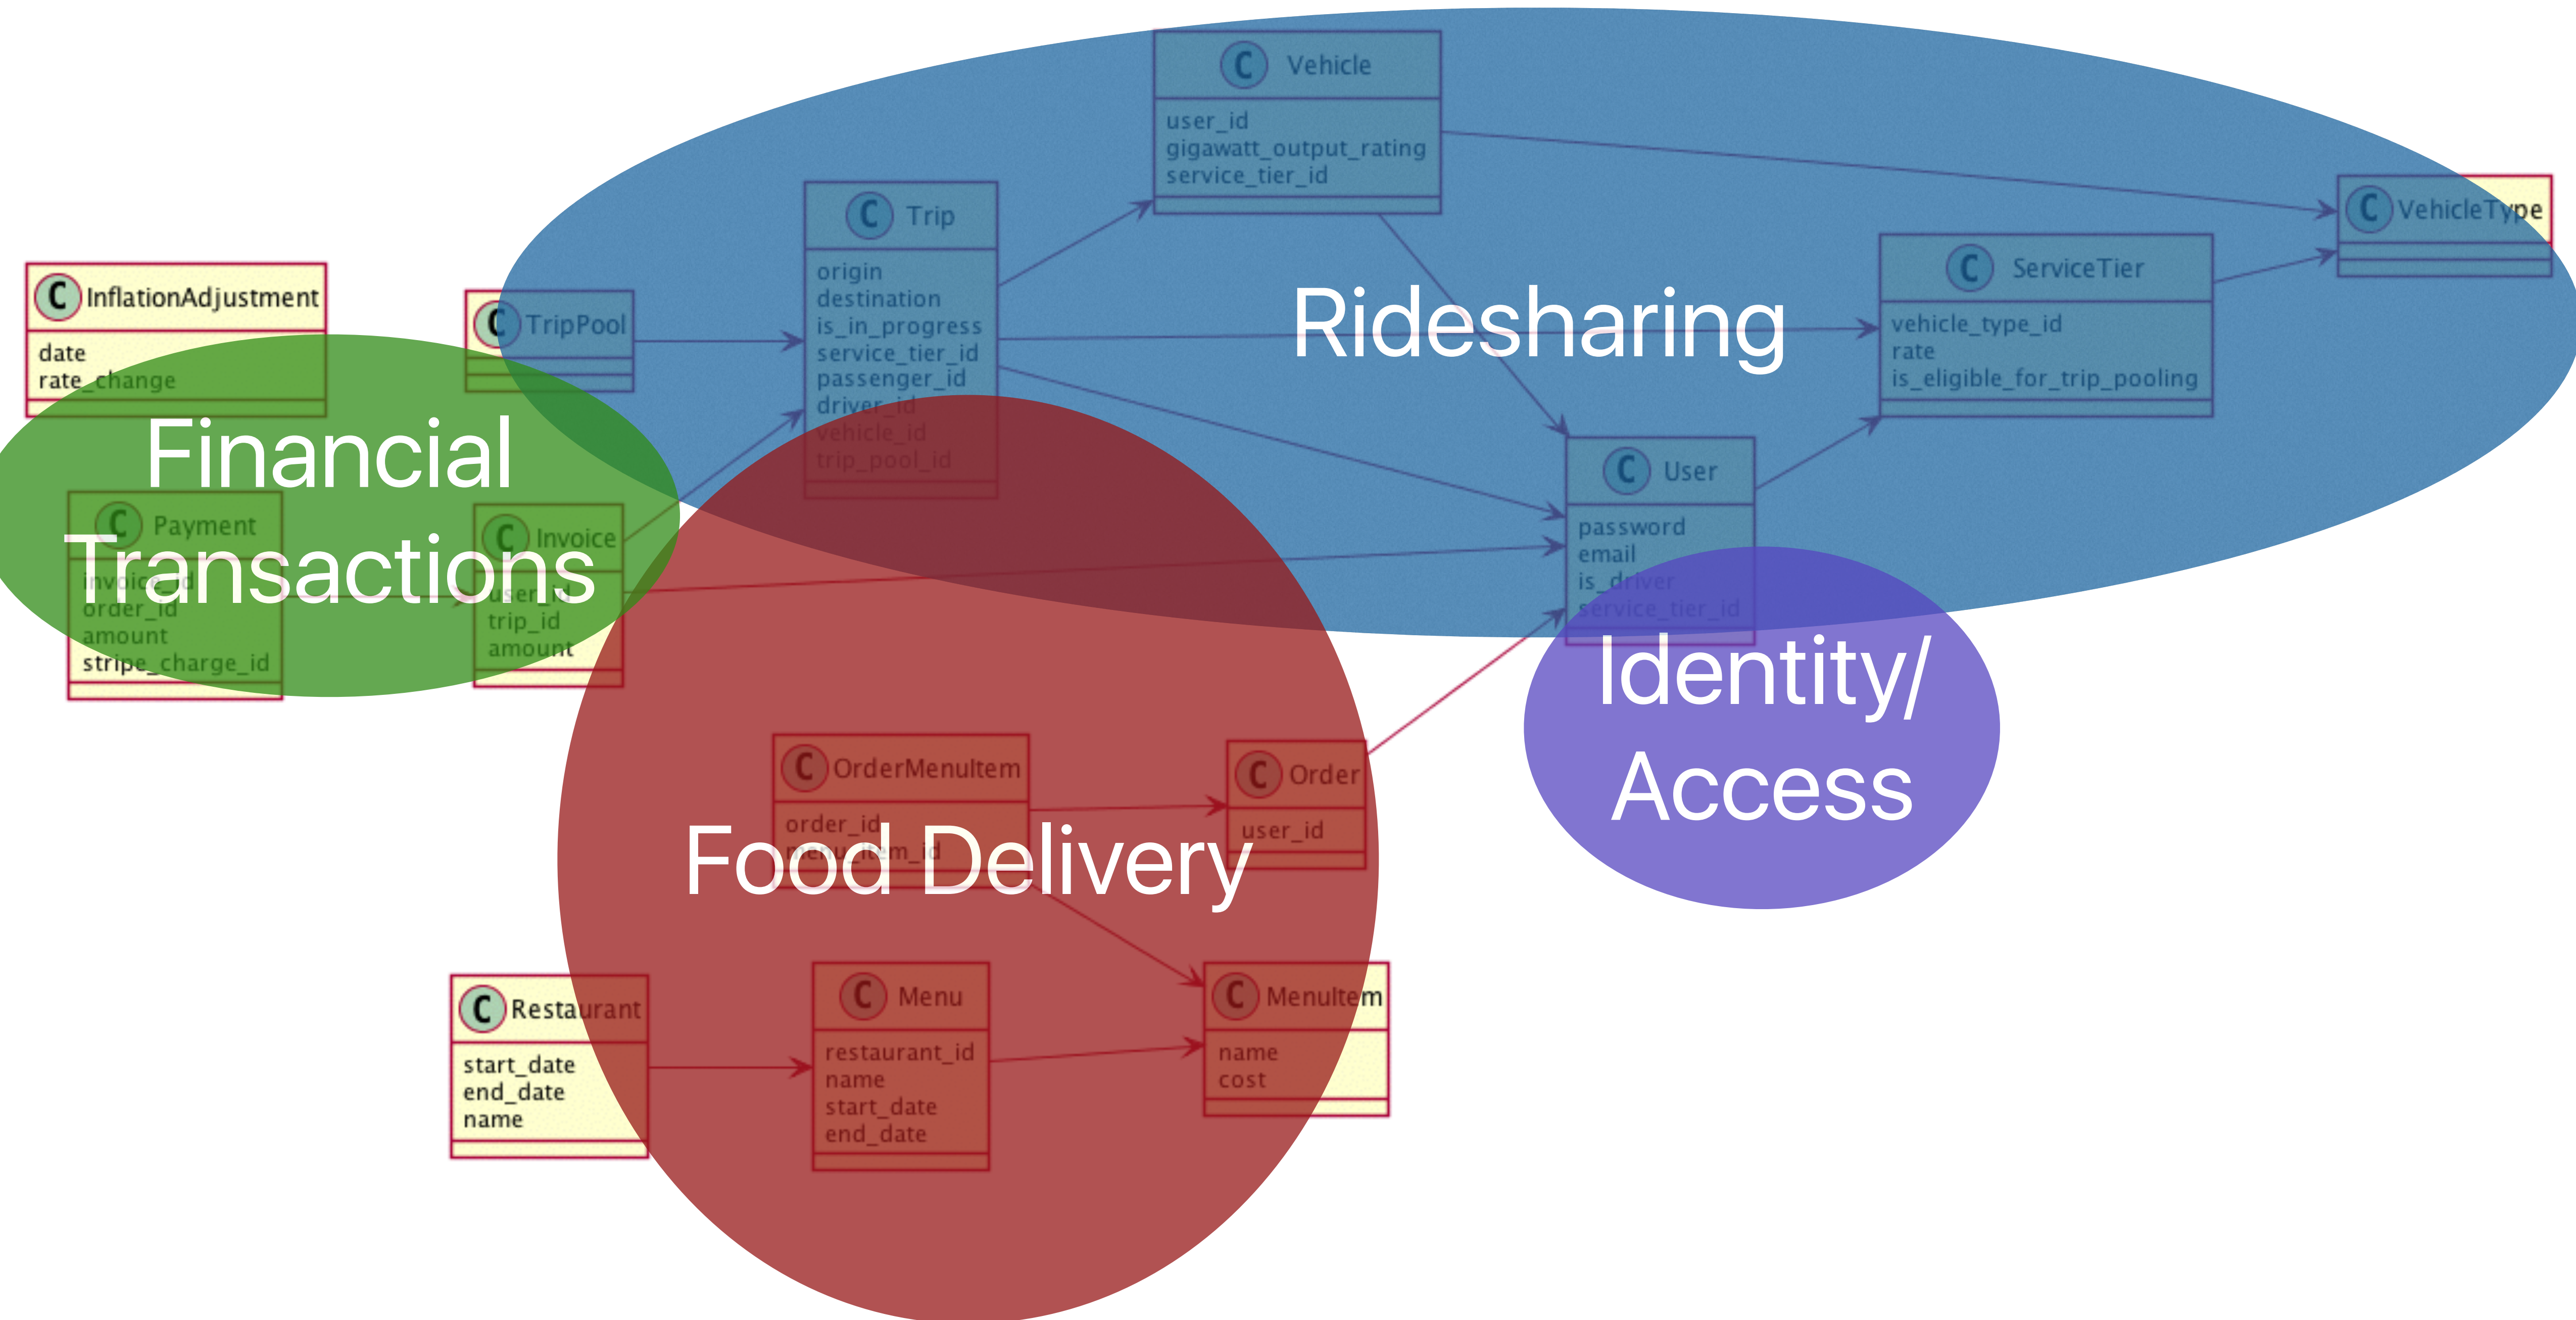 C Vehicle
user_id
gigawatt_output_rating
service_tier_id
C Trip
origin
destination
is_in_progress
service_tier_id
passenger_id
driver_id
vehicle_id
trip_pool_id
C VehicleType
C ServiceTier
vehicle_type_id
rate
is_eligible_for_trip_pooling
C InflationAdjustment
date
rate_change
C TripPool
Ridesharing
Financial
Transactions
C Payment
invoice_id
order_id
amount
stripe_charge_id
C Invoice
user_id
trip_id
amount
C User
password
email
is_driver
service_tier_id
Identity/
Access
C OrderMenuItem
order_id
menu_item_id
C Order
user_id
Food Delivery
C Restaurant
start_date
end_date
name
C Menu
restaurant_id
name
start_date
end_date
C MenuItem
name
cost